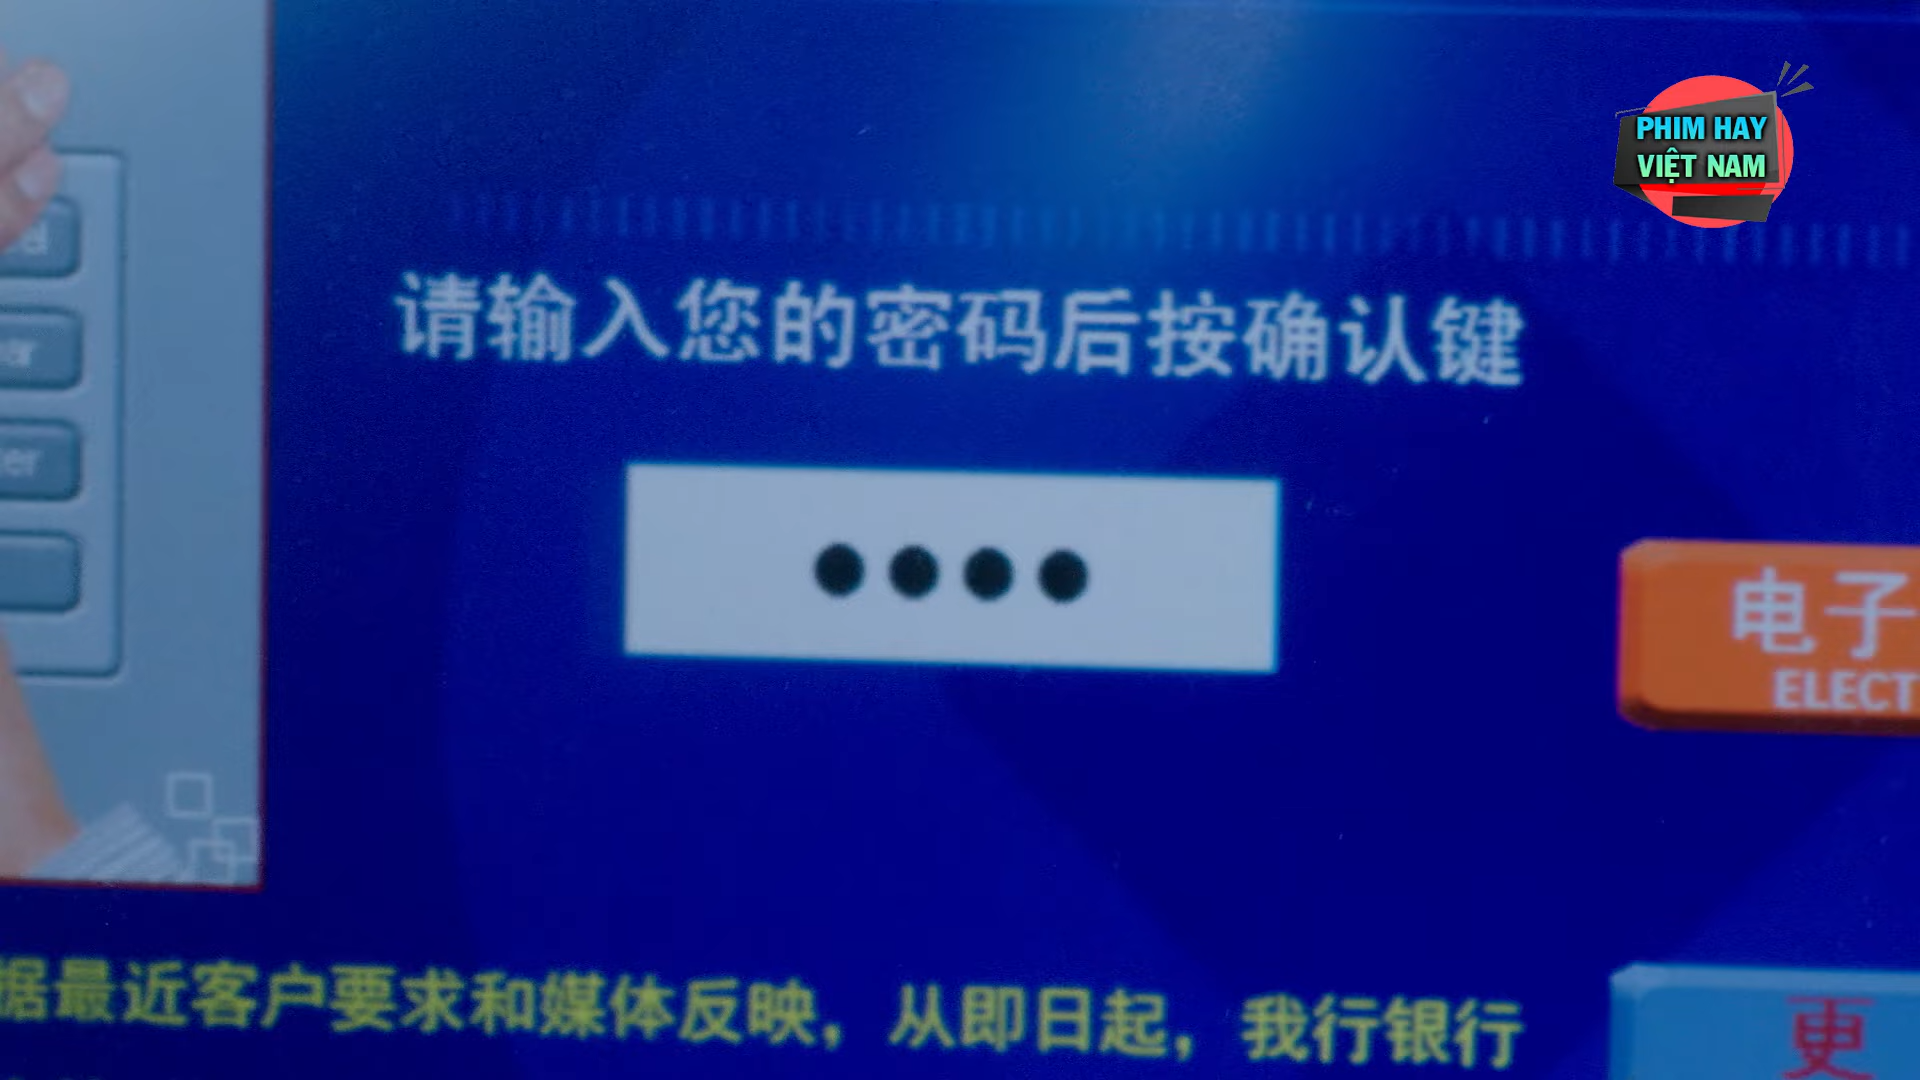 PHIM HAY
VIỆT NAM
请输入您的密码后按确认键
电子
ELECT
据最近客户要求和媒体反映，从即日起，我行银行
更